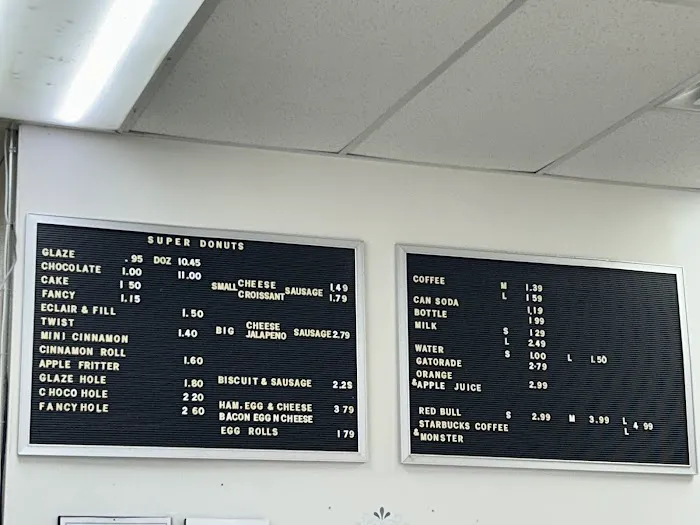 SUPER DONUTS
GLAZE .95 DOZ 10.45
CHOCOLATE 1.00 11.00
CAKE 1 50
FANCY 1.15
ECLAIR & FILL 1.50
TWIST
MINI CINNAMON 1.40
CINNAMON ROLL
APPLE FRITTER 1.60
GLAZE HOLE 1.80
CHOCO HOLE 2 20
FANCY HOLE 2 60
SMALL CHEESE SAUSAGE 1.49
CROISSANT 1.79
BIG CHEESE
JALAPENO SAUSAGE 2.79
BISCUIT & SAUSAGE 2.25
HAM, EGG & CHEESE 3 79
BACON EGG N CHEESE
EGG ROLLS 1 79
COFFEE M 1.39
L 1 59
CAN SODA 1.19
BOTTLE 1 99
MILK S 1 29
L 2.49
WATER S 1.00 L 1.50
GATORADE 2.79
ORANGE
& APPLE JUICE 2.99
RED BULL S 2.99 M 3.99 L 4 99
STARBUCKS COFFEE L
& MONSTER